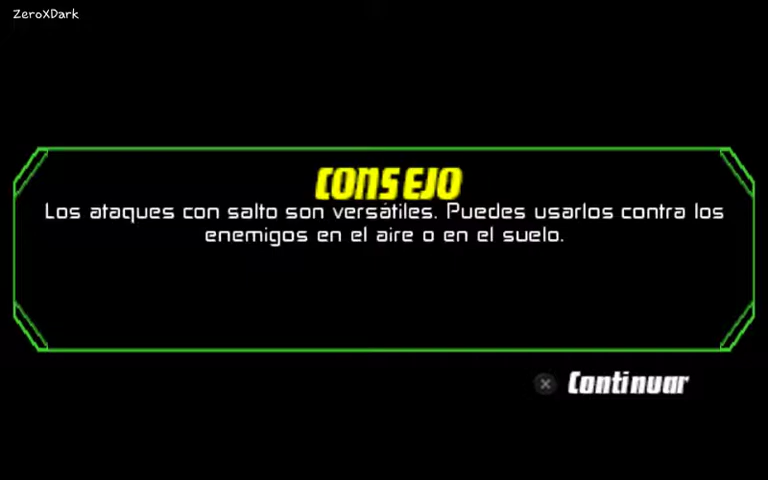 ZeroXDark
CONSEJO
Los ataques con salto son versátiles. Puedes usarlos contra los
enemigos en el aire o en el suelo.
Continuar